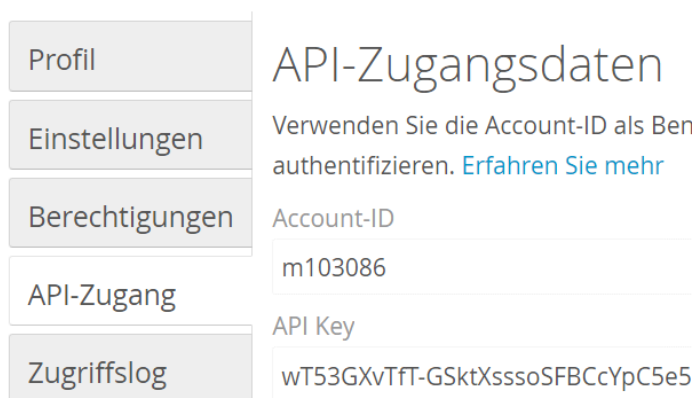 Profil
Einstellungen
Berechtigungen
API-Zugang
Zugriffslog
API-Zugangsdaten
Verwenden Sie die Account-ID als Ben
authentifizieren. Erfahren Sie mehr
Account-ID
m103086
API Key
wT53GXvTfT-GSktXsssoSFBCcYpC5e5